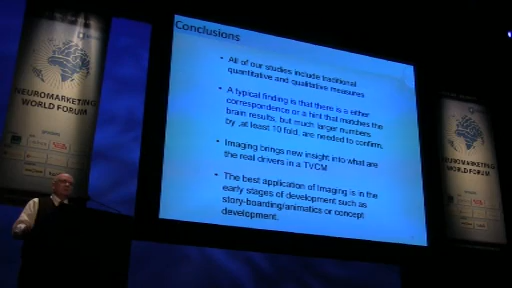 Conclusions
• All of our studies include traditional
quantitative and qualitative measures
• A typical finding is that there is a either
correspondence or a hint that matches the
brain results, but much larger numbers
by ,at least 10 fold, are needed to confirm.
• Imaging brings new insight into what are
the real drivers in a TVCM
• The best application of Imaging is in the
early stages of development such as
story-boarding/animatics or concept
development.
NEUROMARKETING
WORLD FORUM
NEUROMARKETING
WORLD FORUM